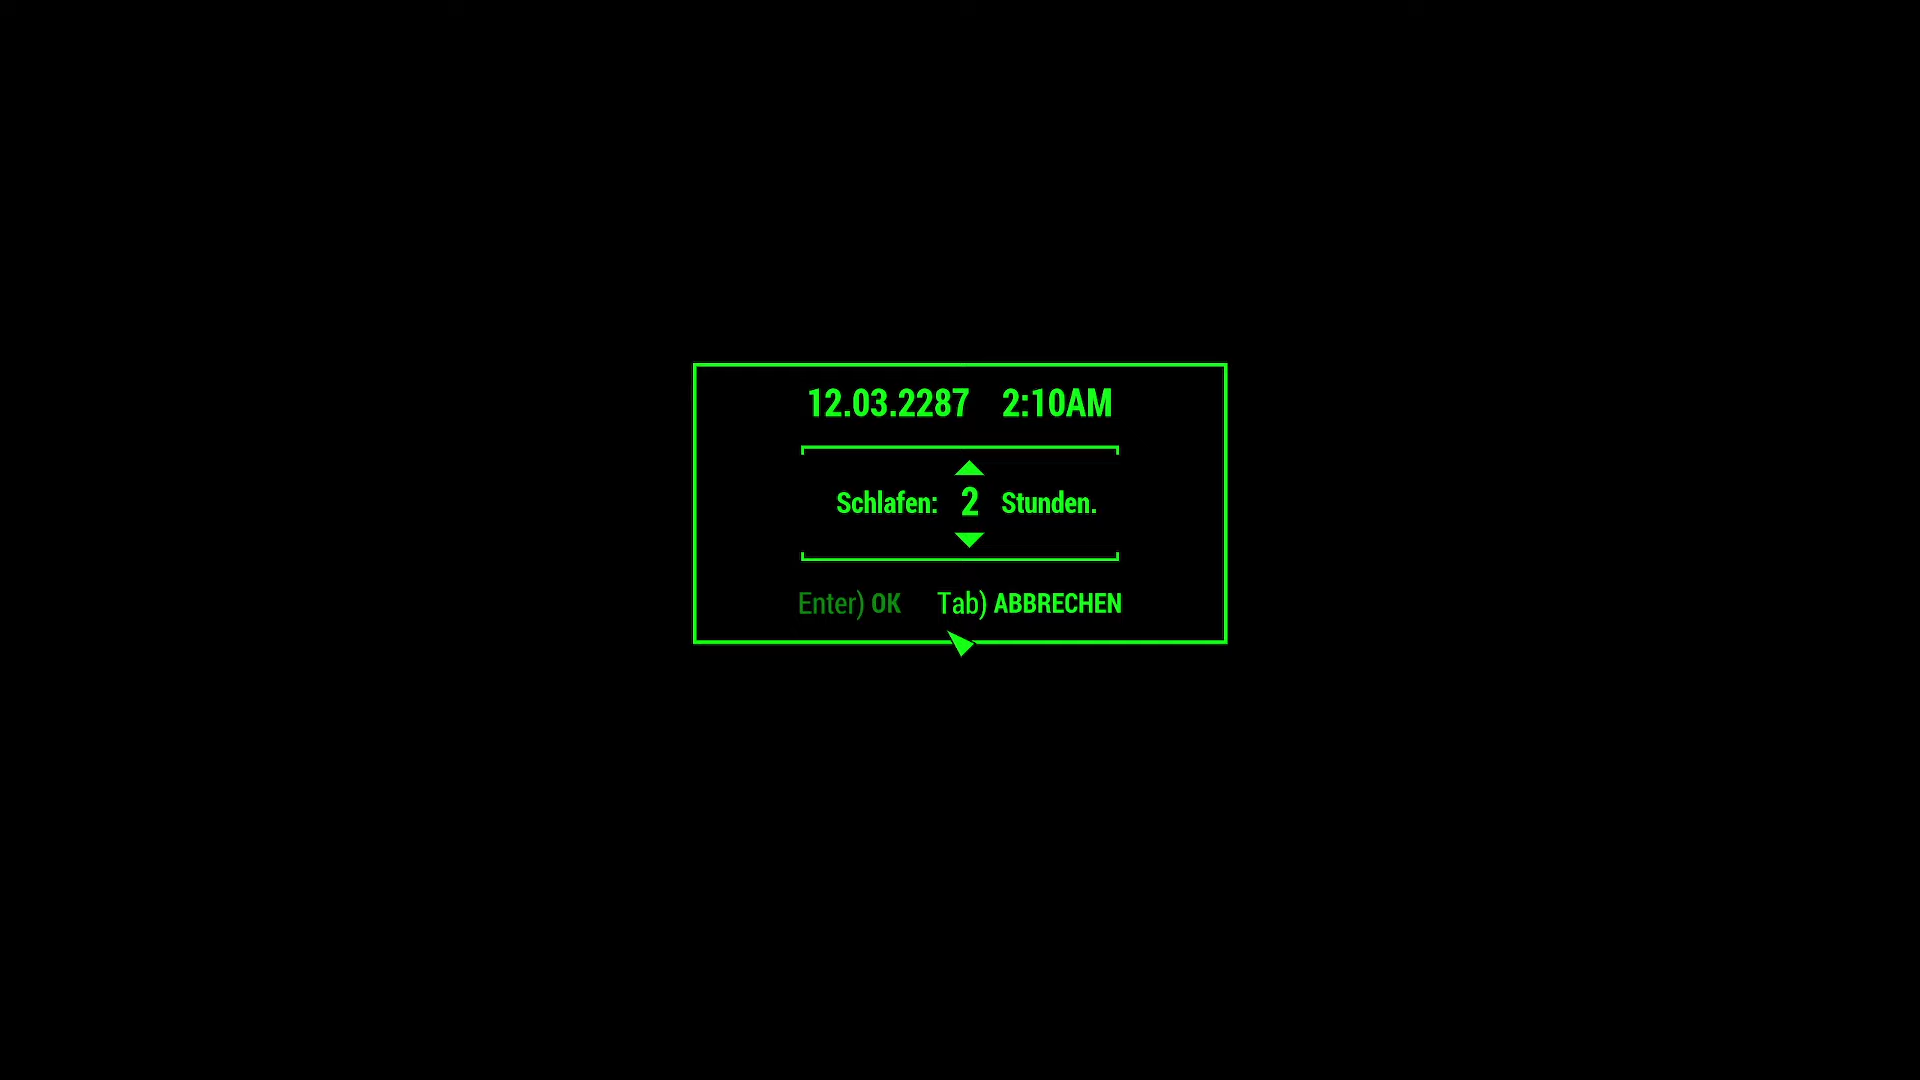 12.03.2287 2:10AM
Schlafen: 2 Stunden.
Enter) OK Tab) ABBRECHEN